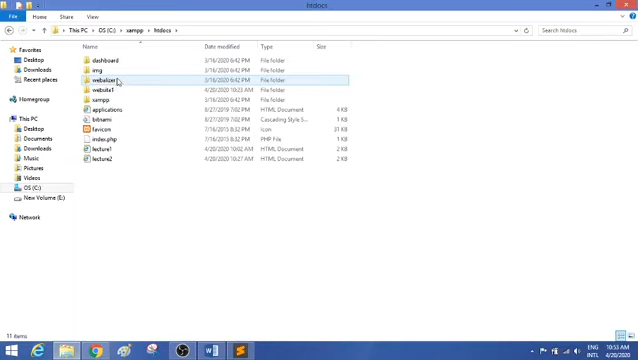 htdocs
File Home Share View
This PC OS (C:) xampp htdocs Search htdocs
Name Date modified Type Size
Favorites
Desktop
Downloads
Recent places
Homegroup
This PC
Desktop
Documents
Downloads
Music
Pictures
Videos
OS (C:)
New Volume (E:)
Network
dashboard 3/16/2020 6:42 PM File folder
img 3/16/2020 6:42 PM File folder
webalizer 3/16/2020 6:42 PM File folder
website1 4/20/2020 10:23 AM File folder
xampp 3/16/2020 6:42 PM File folder
applications 8/27/2019 7:02 PM HTML Document 4 KB
bitnami 8/27/2019 7:02 PM Cascading Style S... 1 KB
favicon 7/16/2015 8:32 PM Icon 31 KB
index.php 7/16/2015 8:32 PM PHP File 1 KB
lecture1 4/20/2020 10:02 AM HTML Document 2 KB
lecture2 4/20/2020 10:27 AM HTML Document 2 KB
11 items
ENG 10:53 AM
INTL 4/20/2020